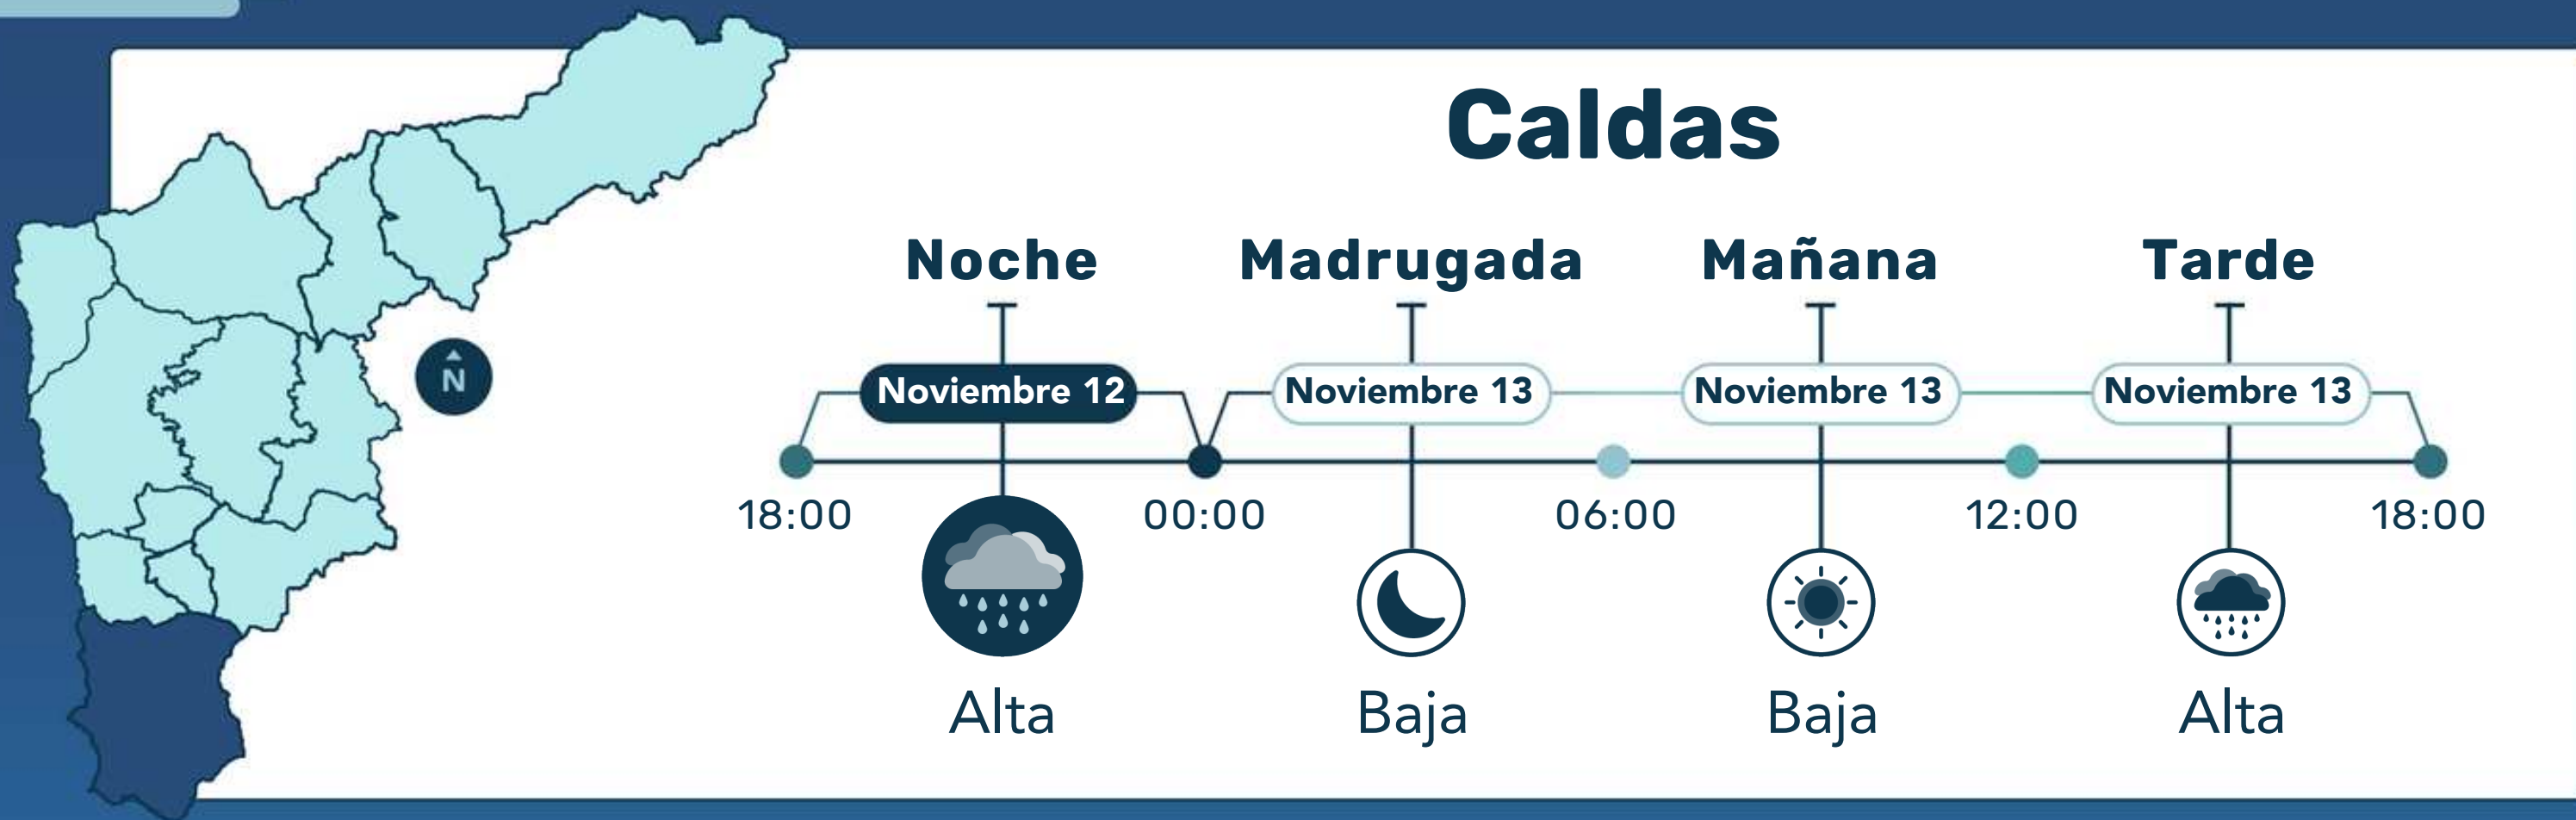 Caldas
Noche
Madrugada
Mañana
Tarde
Noviembre 12
Noviembre 13
Noviembre 13
Noviembre 13
N
18:00
00:00
06:00
12:00
18:00
Alta
Baja
Baja
Alta